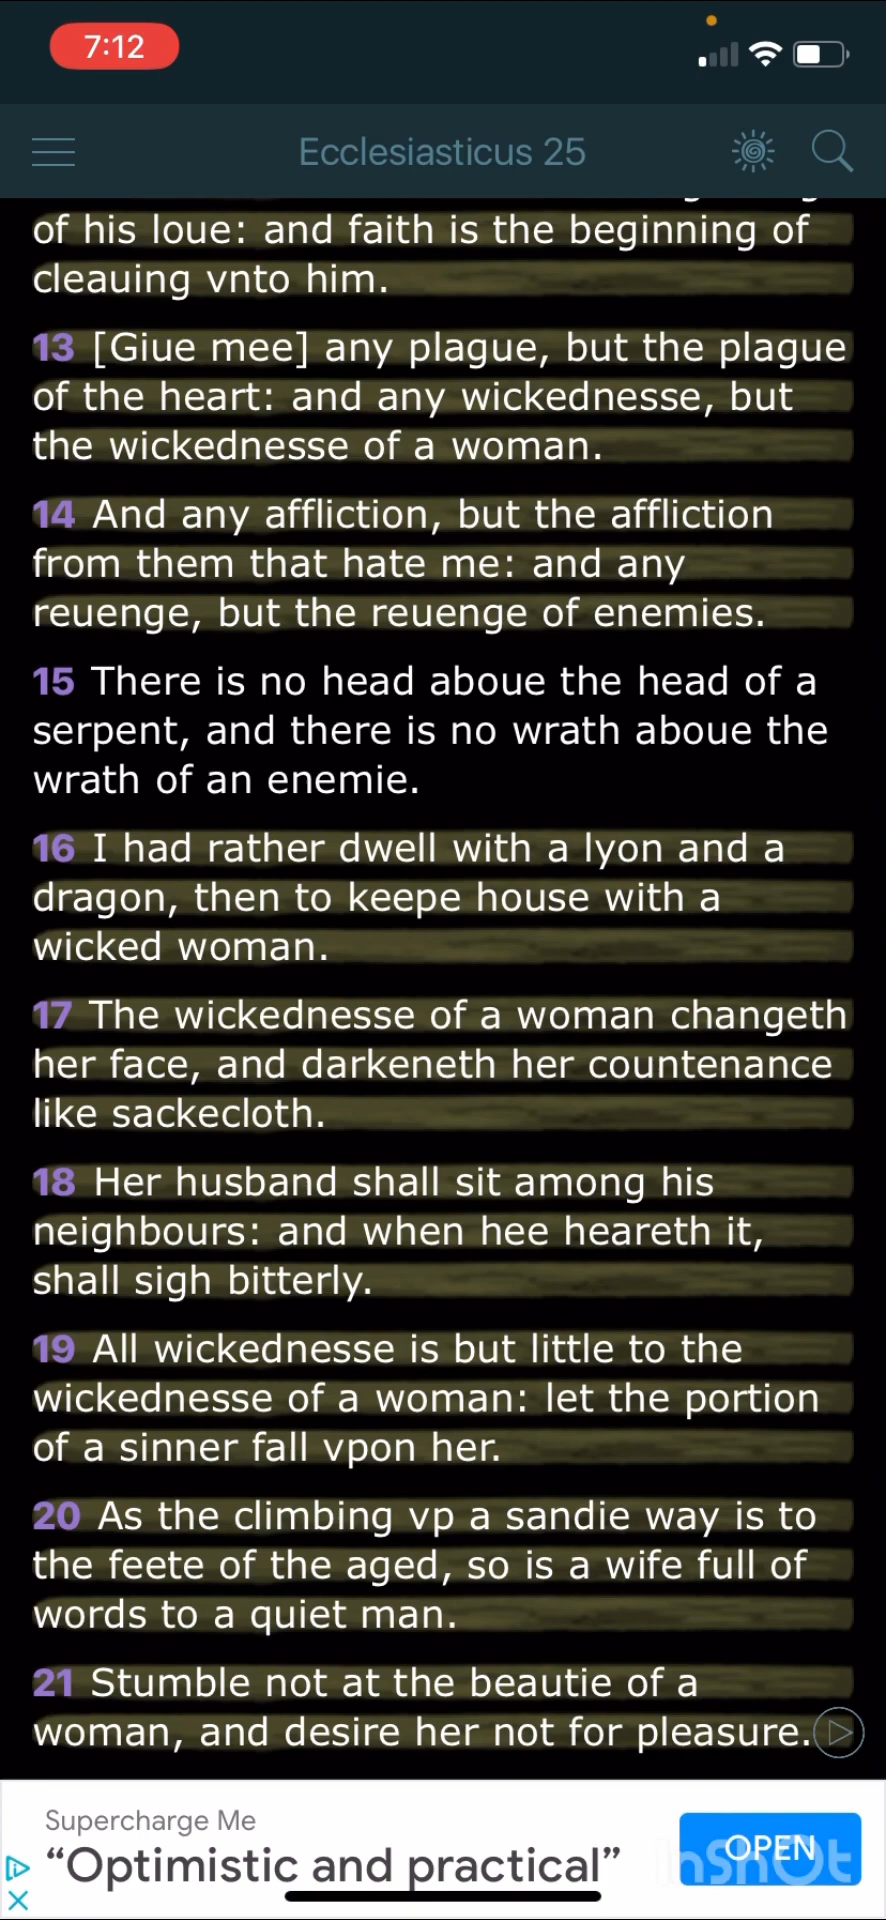 7:12
Ecclesiasticus 25
of his loue: and faith is the beginning of
cleauing vnto him.
13 [Giue mee] any plague, but the plague
of the heart: and any wickednesse, but
the wickednesse of a woman.
14 And any affliction, but the affliction
from them that hate me: and any
reuenge, but the reuenge of enemies.
15 There is no head aboue the head of a
serpent, and there is no wrath aboue the
wrath of an enemie.
16 I had rather dwell with a lyon and a
dragon, then to keepe house with a
wicked woman.
17 The wickednesse of a woman changeth
her face, and darkeneth her countenance
like sackecloth.
18 Her husband shall sit among his
neighbours: and when hee heareth it,
shall sigh bitterly.
19 All wickednesse is but little to the
wickednesse of a woman: let the portion
of a sinner fall vpon her.
20 As the climbing vp a sandie way is to
the feete of the aged, so is a wife full of
words to a quiet man.
21 Stumble not at the beautie of a
woman, and desire her not for pleasure.
Supercharge Me
“Optimistic and practical”
OPEN
InShOt